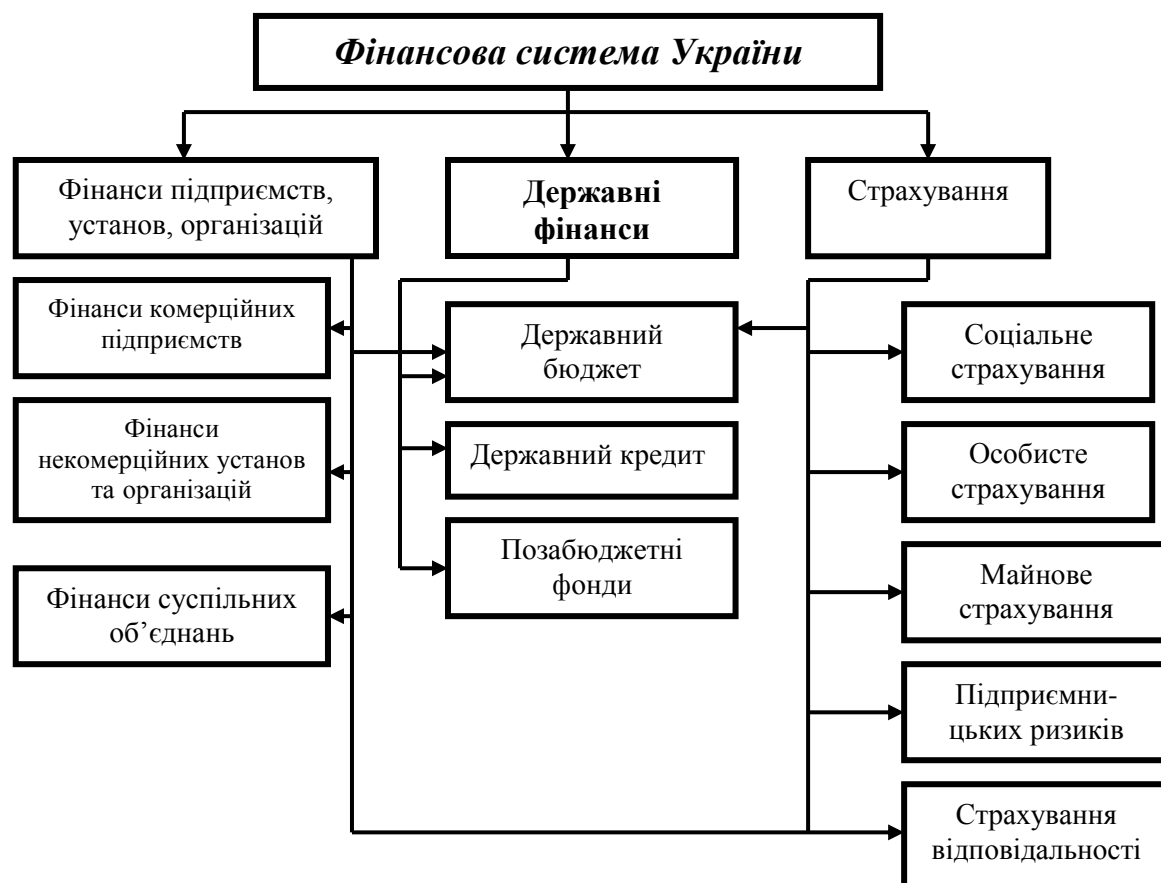 Фінансова система України
Фінанси підприємств,
установ, організацій
Державні
фінанси
Страхування
Фінанси комерційних
підприємств
Фінанси
некомерційних установ
та організацій
Фінанси суспільних
об’єднань
Державний
бюджет
Державний кредит
Позабюджетні
фонди
Соціальне
страхування
Особисте
страхування
Майнове
страхування
Підприємни-
цьких ризиків
Страхування
відповідальності